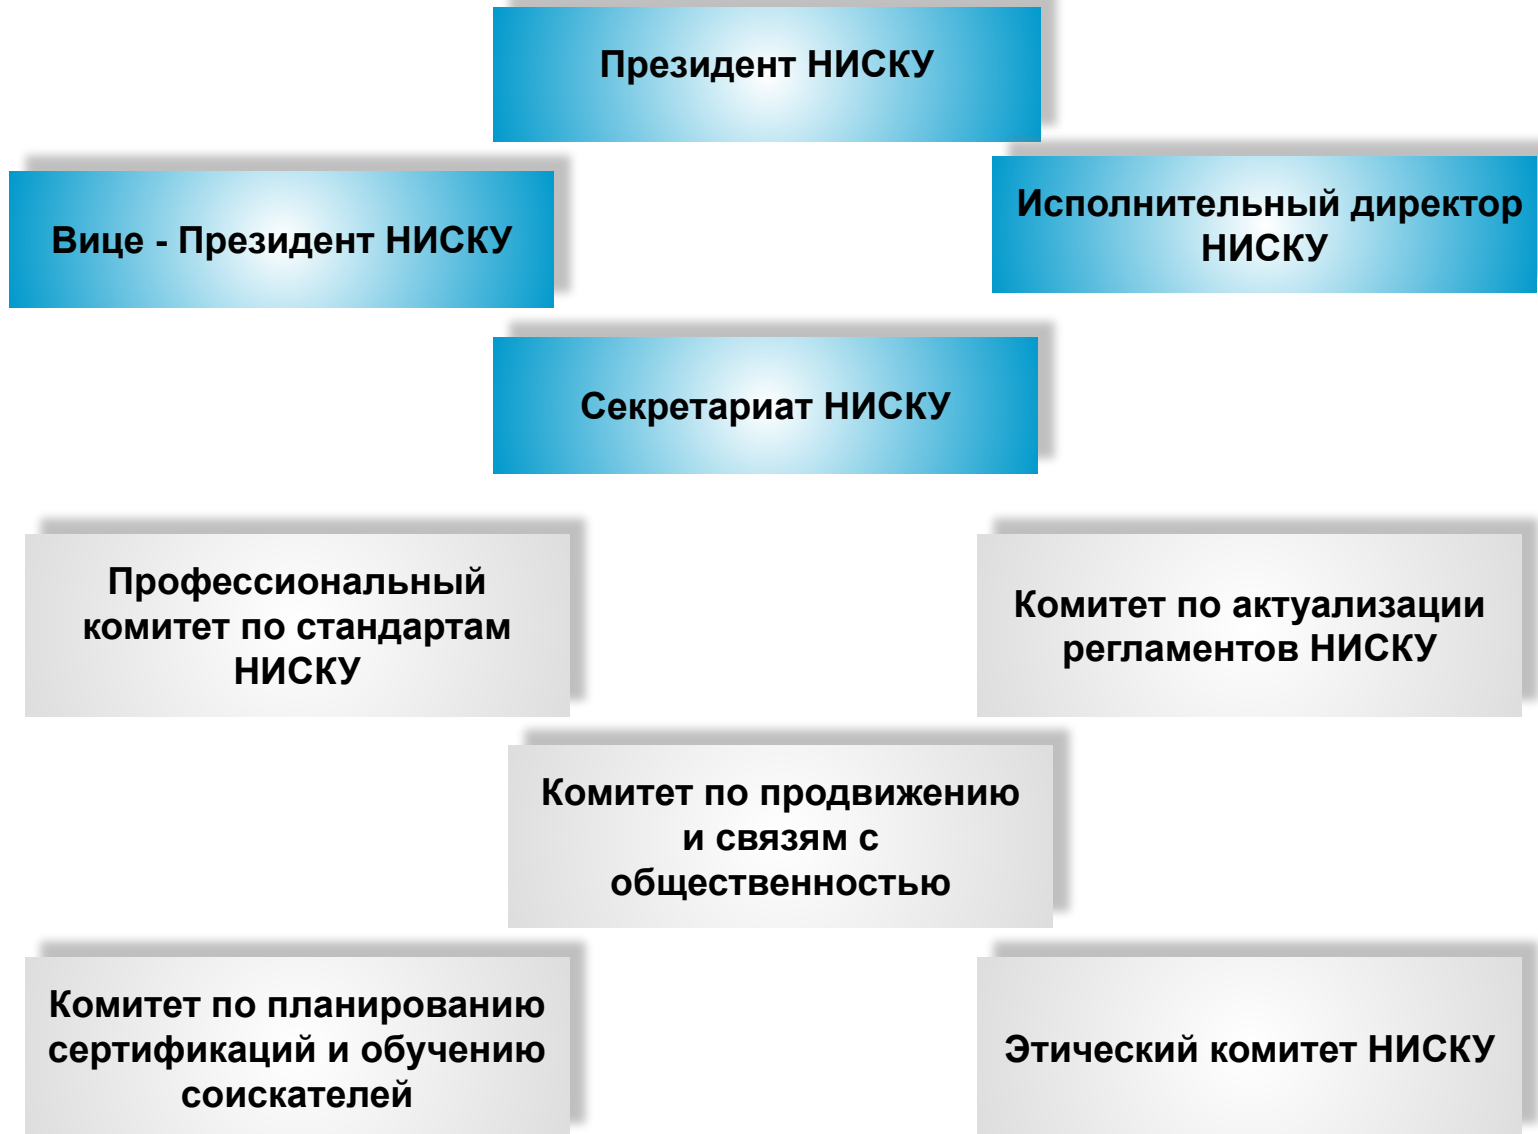 Президент НИСКУ
Вице - Президент НИСКУ
Исполнительный директор
НИСКУ
Секретариат НИСКУ
Профессиональный
комитет по стандартам
НИСКУ
Комитет по актуализации
регламентов НИСКУ
Комитет по продвижению
и связям с
общественностью
Комитет по планированию
сертификаций и обучению
соискателей
Этический комитет НИСКУ